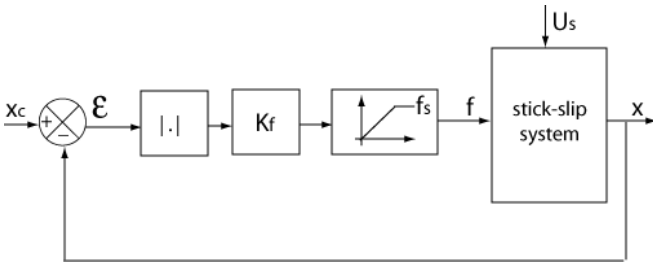 Us
xc
+
−
ε
|.|
Kf
fs
f
stick-slip
system
x